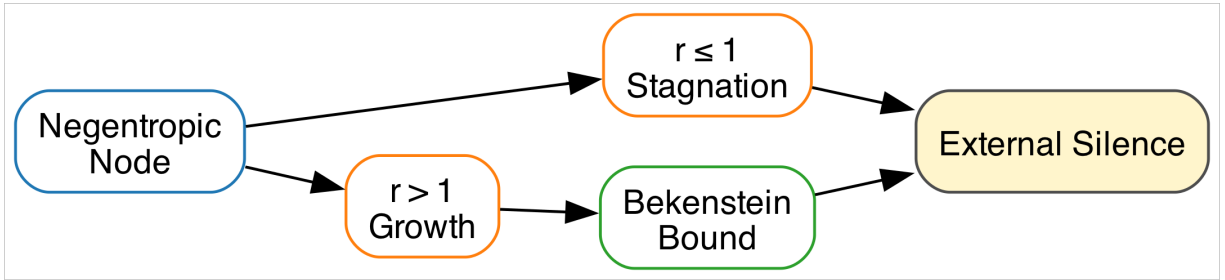 Negentropic
Node
r ≤ 1
Stagnation
r > 1
Growth
Bekenstein
Bound
External Silence